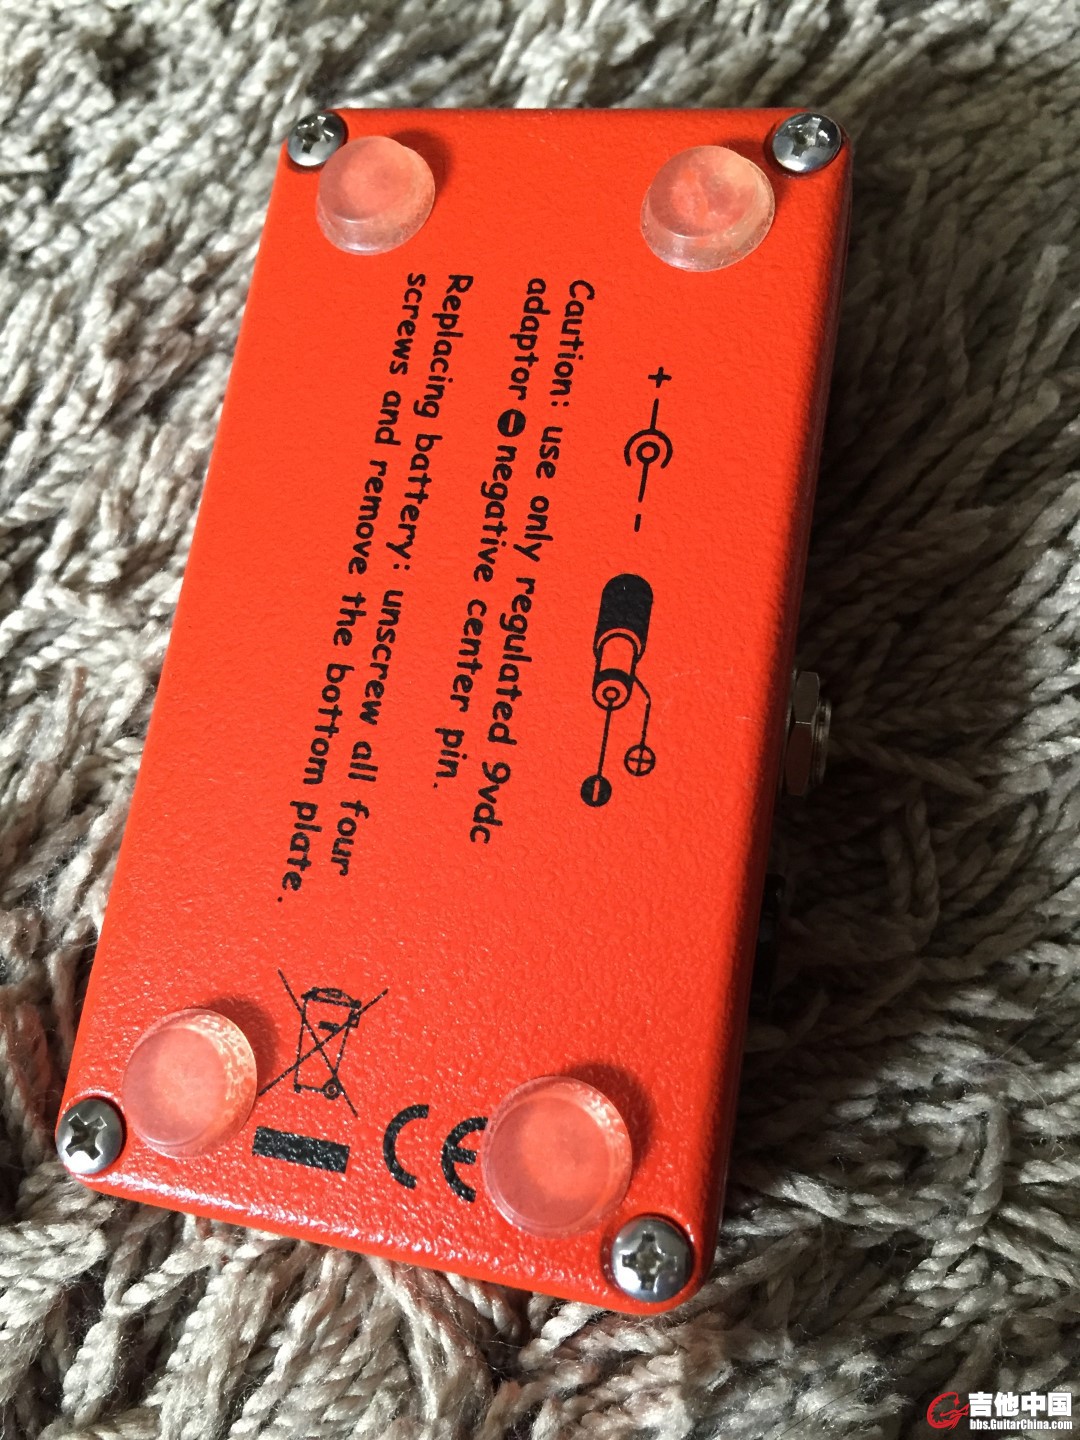 + -
Caution: use only regulated 9vdc
adaptor ⊖ negative center pin.
Replacing battery: unscrew all four
screws and remove the bottom plate.
CE
吉他中国
bbs.GuitarChina.com